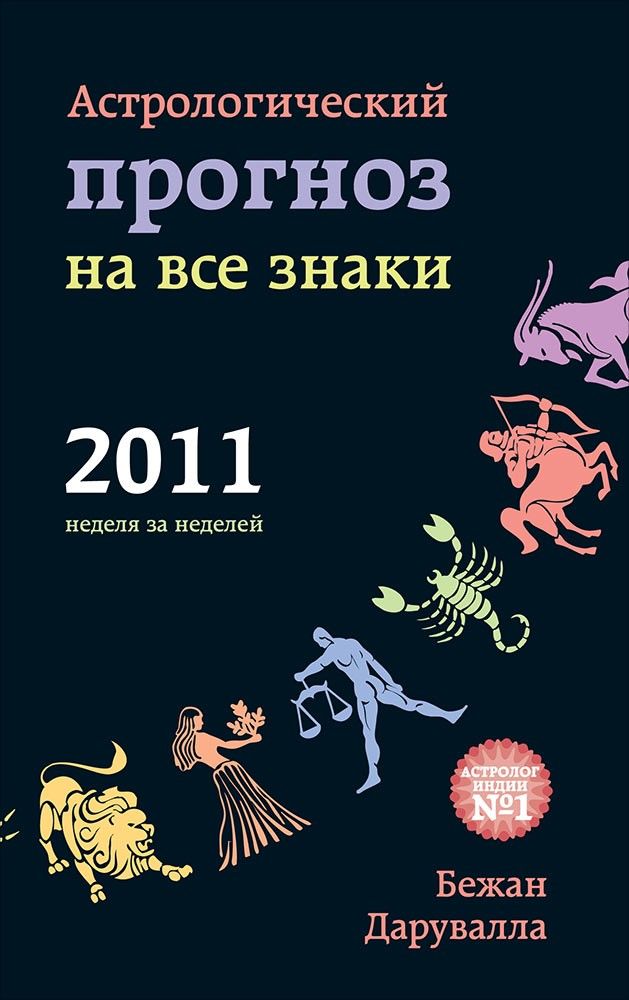 Астрологический
прогноз
на все знаки
2011
неделя за неделей
АСТРОЛОГ
ИНДИИ
№1
Бежан
Дарувалла